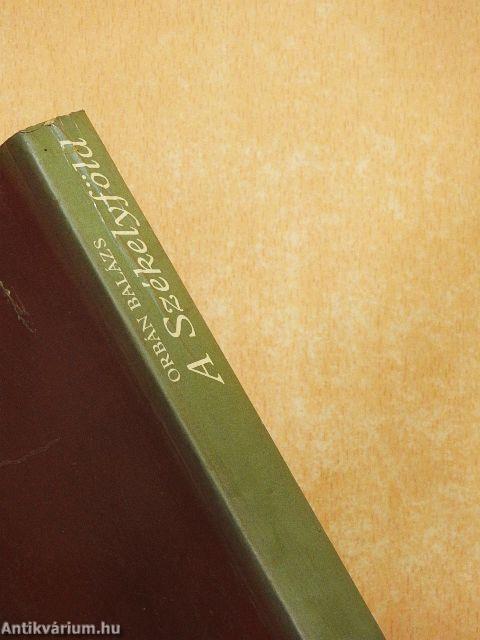 ORBÁN BALÁZS
A Székelyföld
Antikvárium.hu